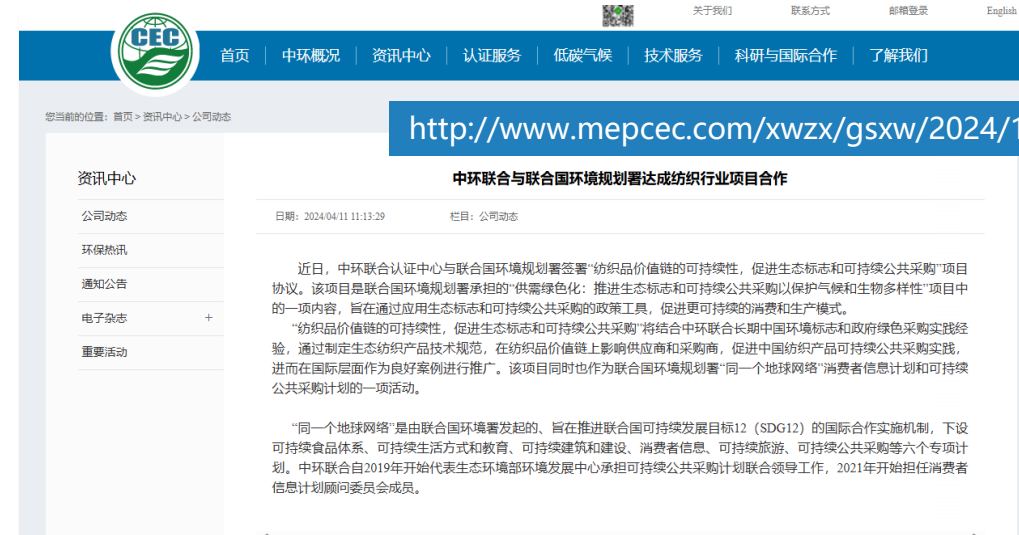 关于我们 联系方式 邮箱登录 English
CEC
首页 中环概况 资讯中心 认证服务 低碳气候 技术服务 科研与国际合作 了解我们
您当前的位置：首页 > 资讯中心 > 公司动态
http://www.mepcec.com/xwzx/gsxw/2024/1
资讯中心
公司动态
环保热讯
通知公告
电子杂志 +
重要活动
中环联合与联合国环境规划署达成纺织行业项目合作
日期：2024/04/11 11:13:29 栏目：公司动态
近日，中环联合认证中心与联合国环境规划署签署“纺织品价值链的可持续性，促进生态标志和可持续公共采购”项目
协议。该项目是联合国环境规划署承担的“供需绿色化：推进生态标志和可持续公共采购以保护气候和生物多样性”项目中
的一项内容，旨在通过应用生态标志和可持续公共采购的政策工具，促进更可持续的消费和生产模式。
“纺织品价值链的可持续性，促进生态标志和可持续公共采购”将结合中环联合长期中国环境标志和政府绿色采购实践经
验，通过制定生态纺织产品技术规范，在纺织品价值链上影响供应商和采购商，促进中国纺织产品可持续公共采购实践，
进而在国际层面作为良好案例进行推广。该项目同时也作为联合国环境规划署“同一个地球网络”消费者信息计划和可持续
公共采购计划的一项活动。
“同一个地球网络”是由联合国环境署发起的、旨在推进联合国可持续发展目标12（SDG12）的国际合作实施机制，下设
可持续食品体系、可持续生活方式和教育、可持续建筑和建设、消费者信息、可持续旅游、可持续公共采购等六个专项计
划。中环联合自2019年开始代表生态环境部环境发展中心承担可持续公共采购计划联合领导工作，2021年开始担任消费者
信息计划顾问委员会成员。